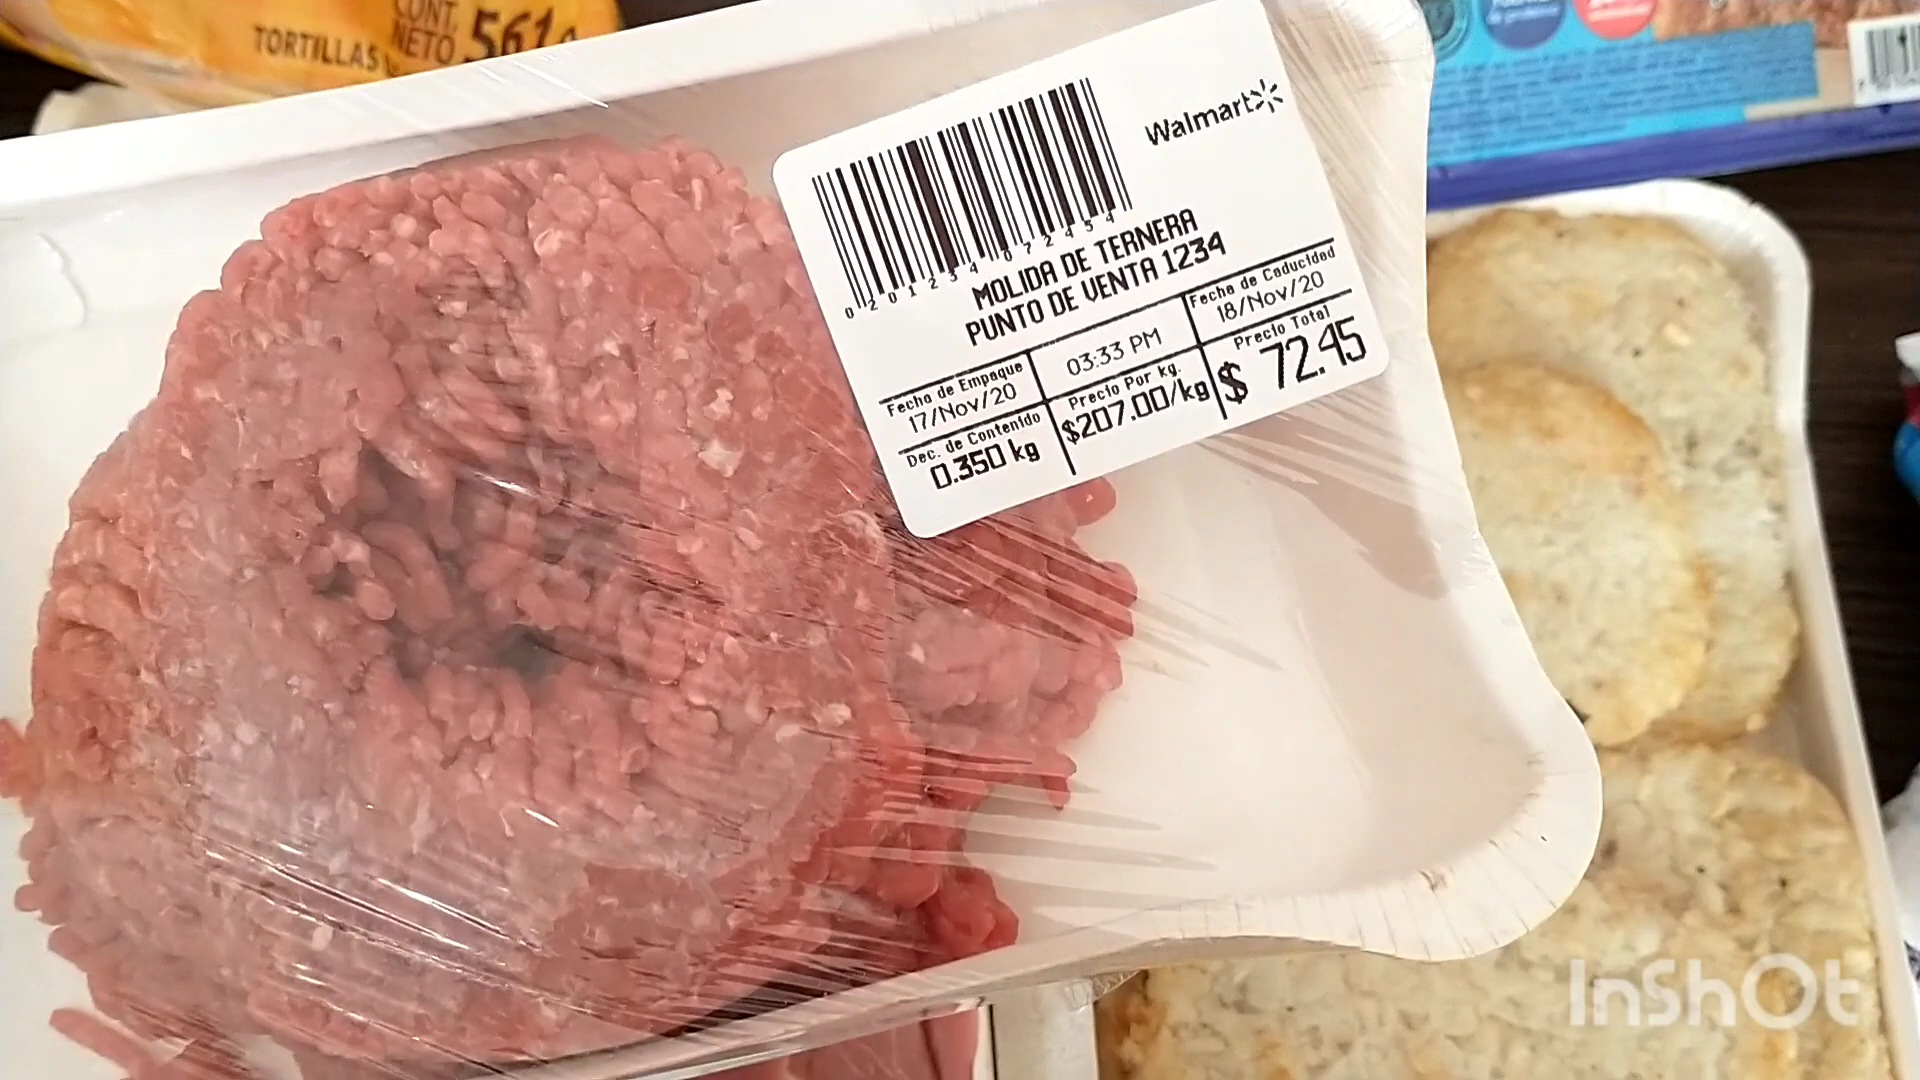 CONT.
TORTILLAS NETO 561g
Walmart
0 201234 072454
MOLIDA DE TERNERA
PUNTO DE VENTA 1234
Fecha de Empaque
17/Nov/20
03:33 PM
Fecha de Caducidad
18/Nov/20
Dec. de Contenido
0.350 kg
Precio Por kg.
$207.00/kg
Precio Total
$ 72.45
InShOt